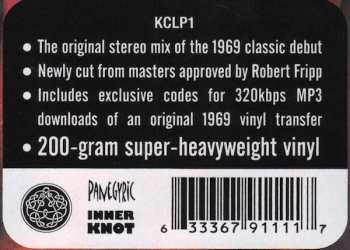 KCLP1
• The original stereo mix of the 1969 classic debut
• Newly cut from masters approved by Robert Fripp
• Includes exclusive codes for 320kbps MP3
downloads of an original 1969 vinyl transfer
• 200-gram super-heavyweight vinyl
PANEGYRIC
INNER
KNOT
6 33367 91111 7